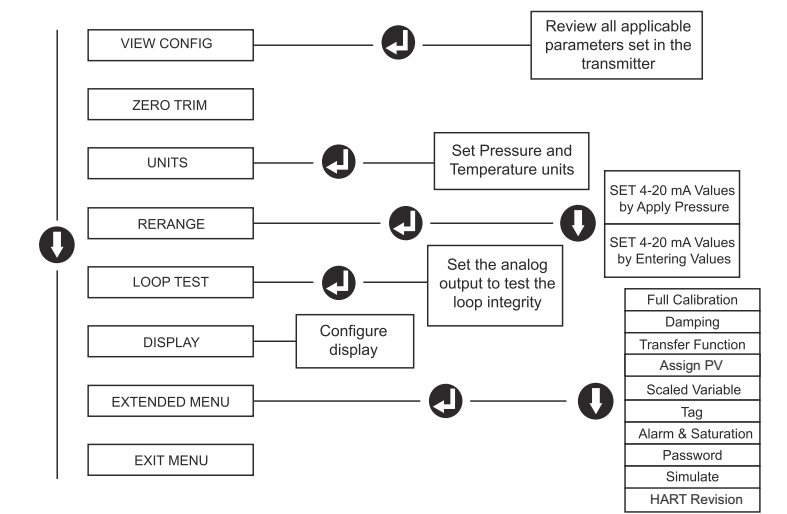 VIEW CONFIG
Review all applicable
parameters set in the
transmitter
ZERO TRIM
UNITS
Set Pressure and
Temperature units
RERANGE
SET 4-20 mA Values
by Apply Pressure
SET 4-20 mA Values
by Entering Values
LOOP TEST
Set the analog
output to test the
loop integrity
DISPLAY
Configure
display
EXTENDED MENU
Full Calibration
Damping
Transfer Function
Assign PV
Scaled Variable
Tag
Alarm & Saturation
Password
Simulate
HART Revision
EXIT MENU